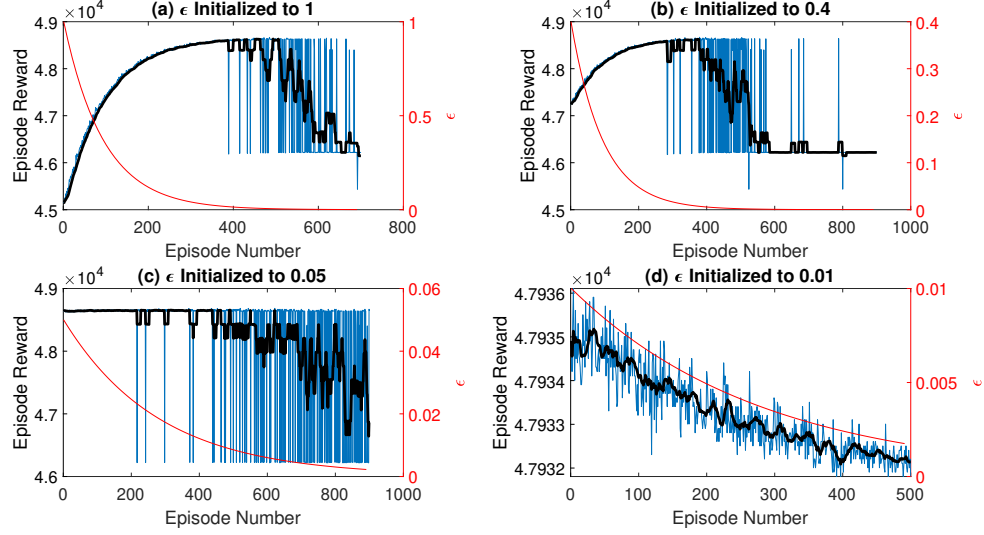 (a) ϵ Initialized to 1
×10⁴
4.9
4.8
4.7
4.6
4.5
Episode Reward
0 200 400 600 800
Episode Number
1
0.5
0
ϵ
(b) ϵ Initialized to 0.4
×10⁴
4.9
4.8
4.7
4.6
4.5
Episode Reward
0 200 400 600 800 1000
Episode Number
0.4
0.3
0.2
0.1
0
ϵ
(c) ϵ Initialized to 0.05
×10⁴
4.9
4.8
4.7
4.6
Episode Reward
0 200 400 600 800 1000
Episode Number
0.06
0.04
0.02
0
ϵ
(d) ϵ Initialized to 0.01
×10⁴
4.7936
4.7935
4.7934
4.7933
4.7932
Episode Reward
0 100 200 300 400 500
Episode Number
0.01
0.005
0
ϵ